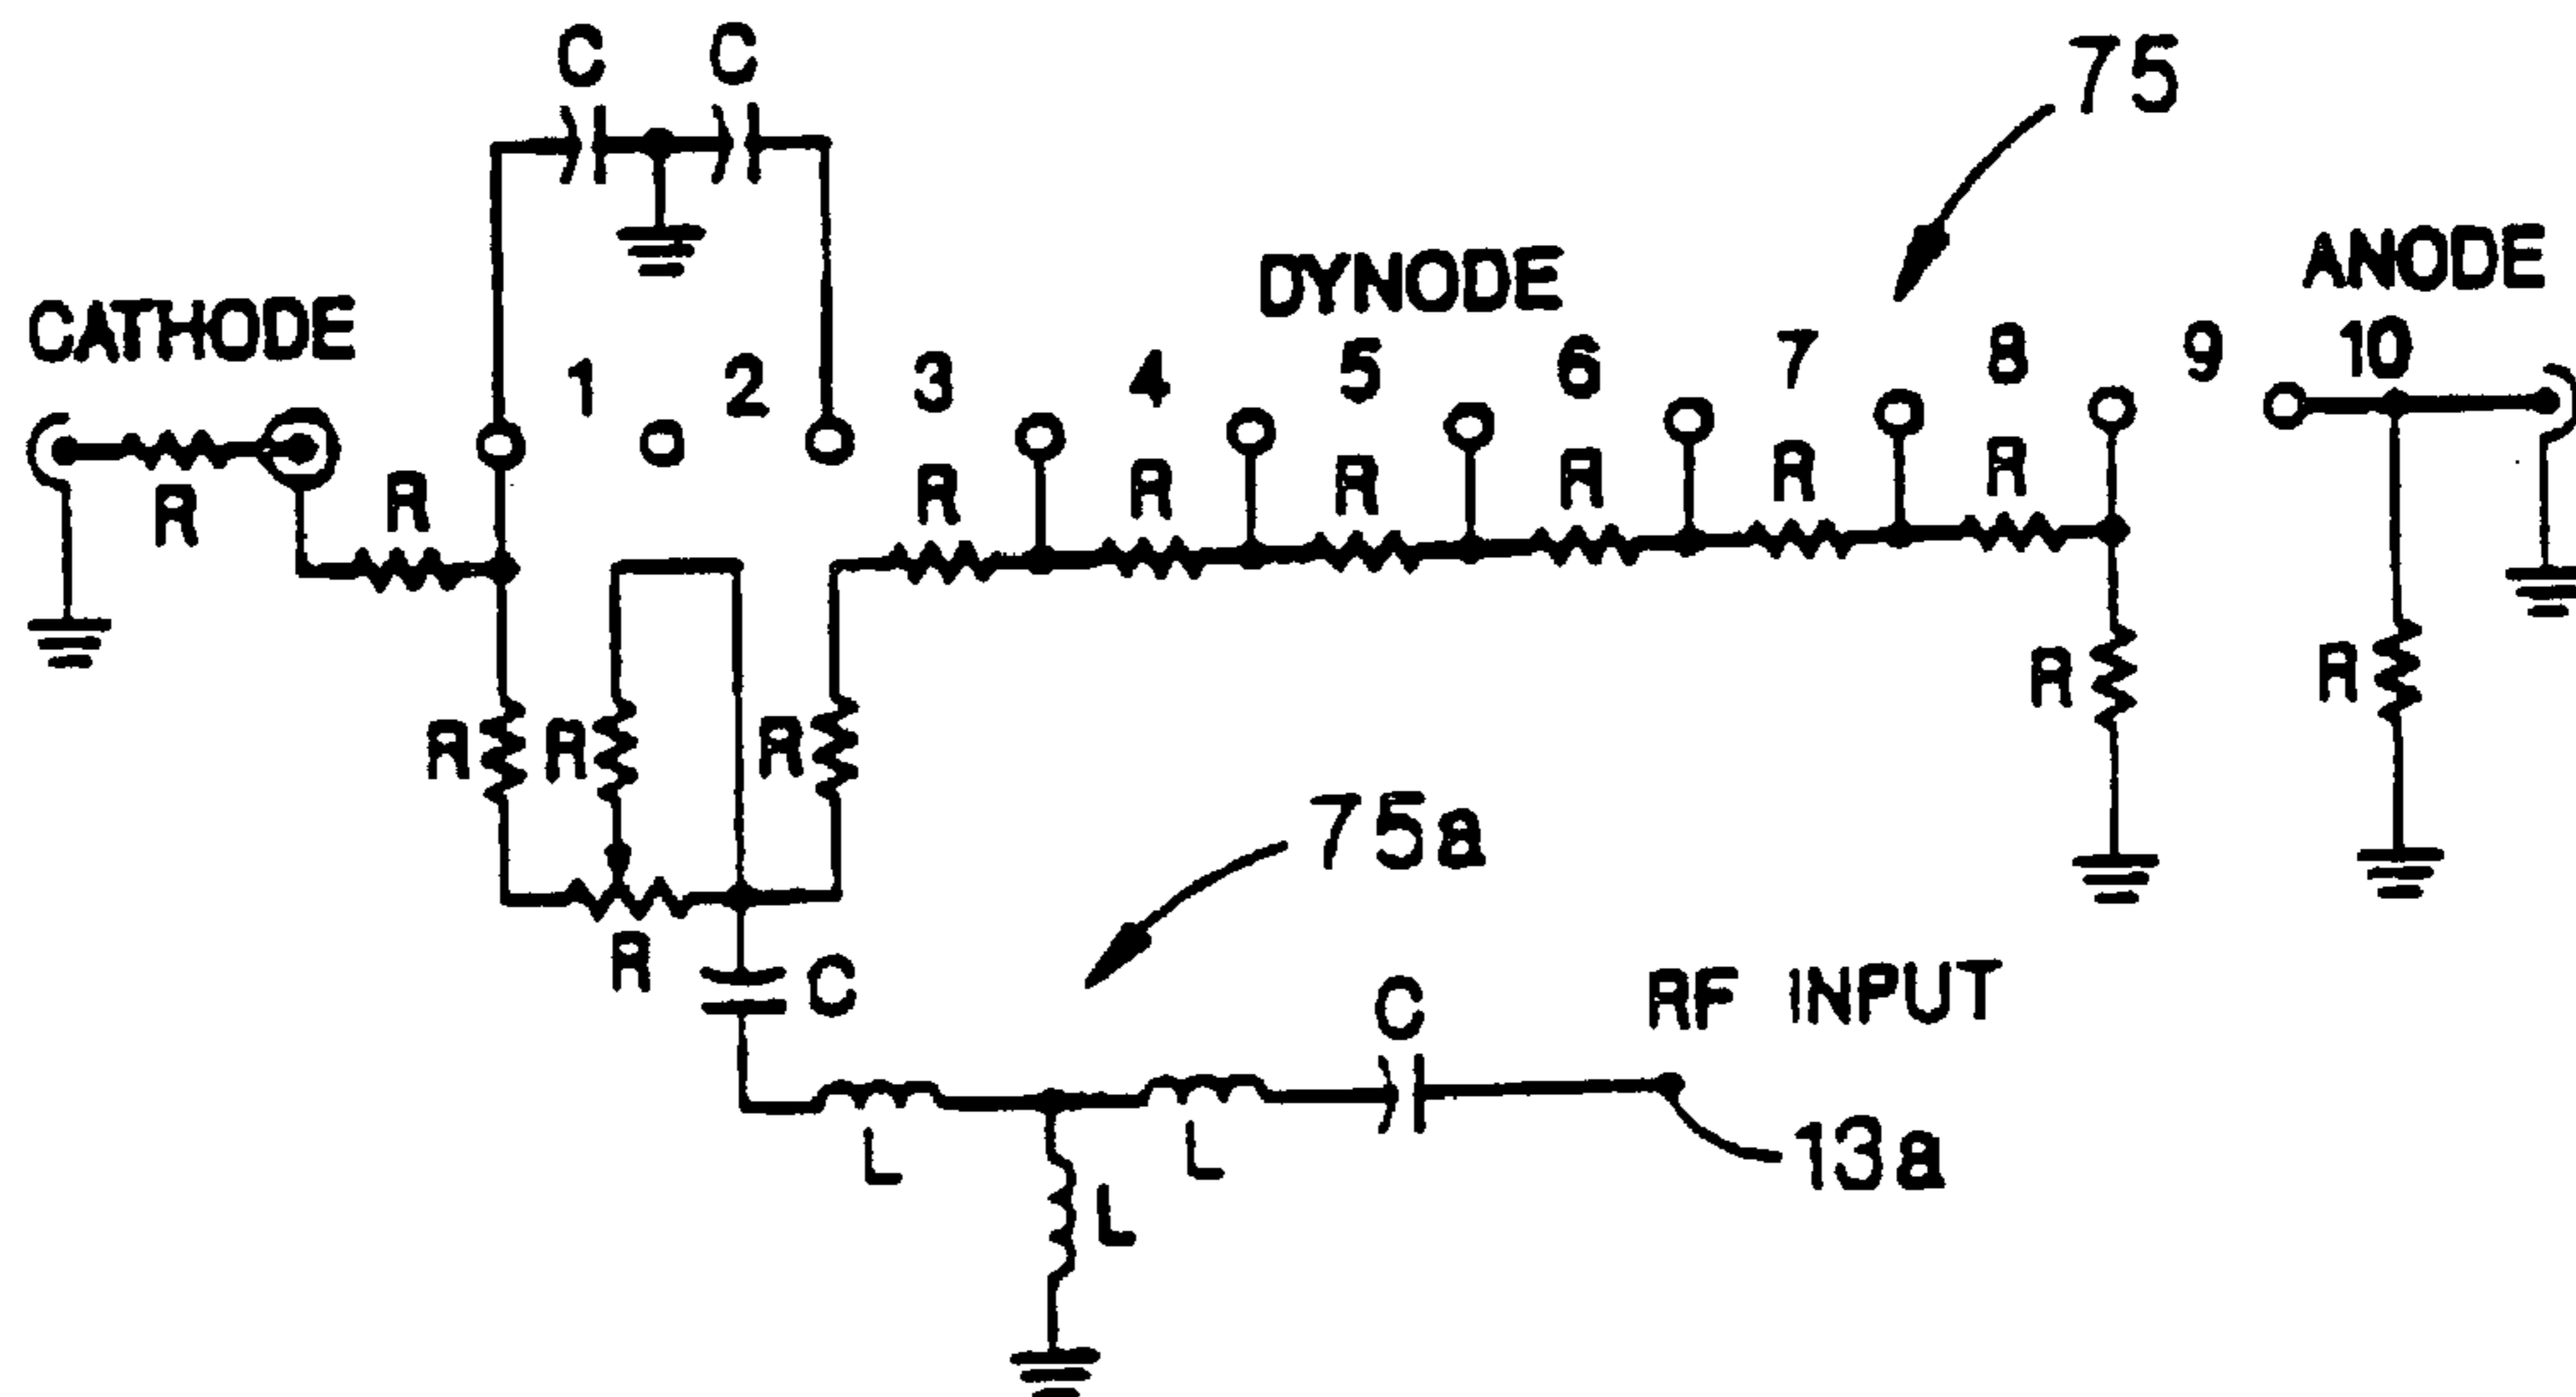 C C
75
DYNODE
ANODE
CATHODE
1 2 3 4 5 6 7 8 9 10
R R R R R R R R
R R R R R
75a
R C
C RF INPUT
L L 13a
L